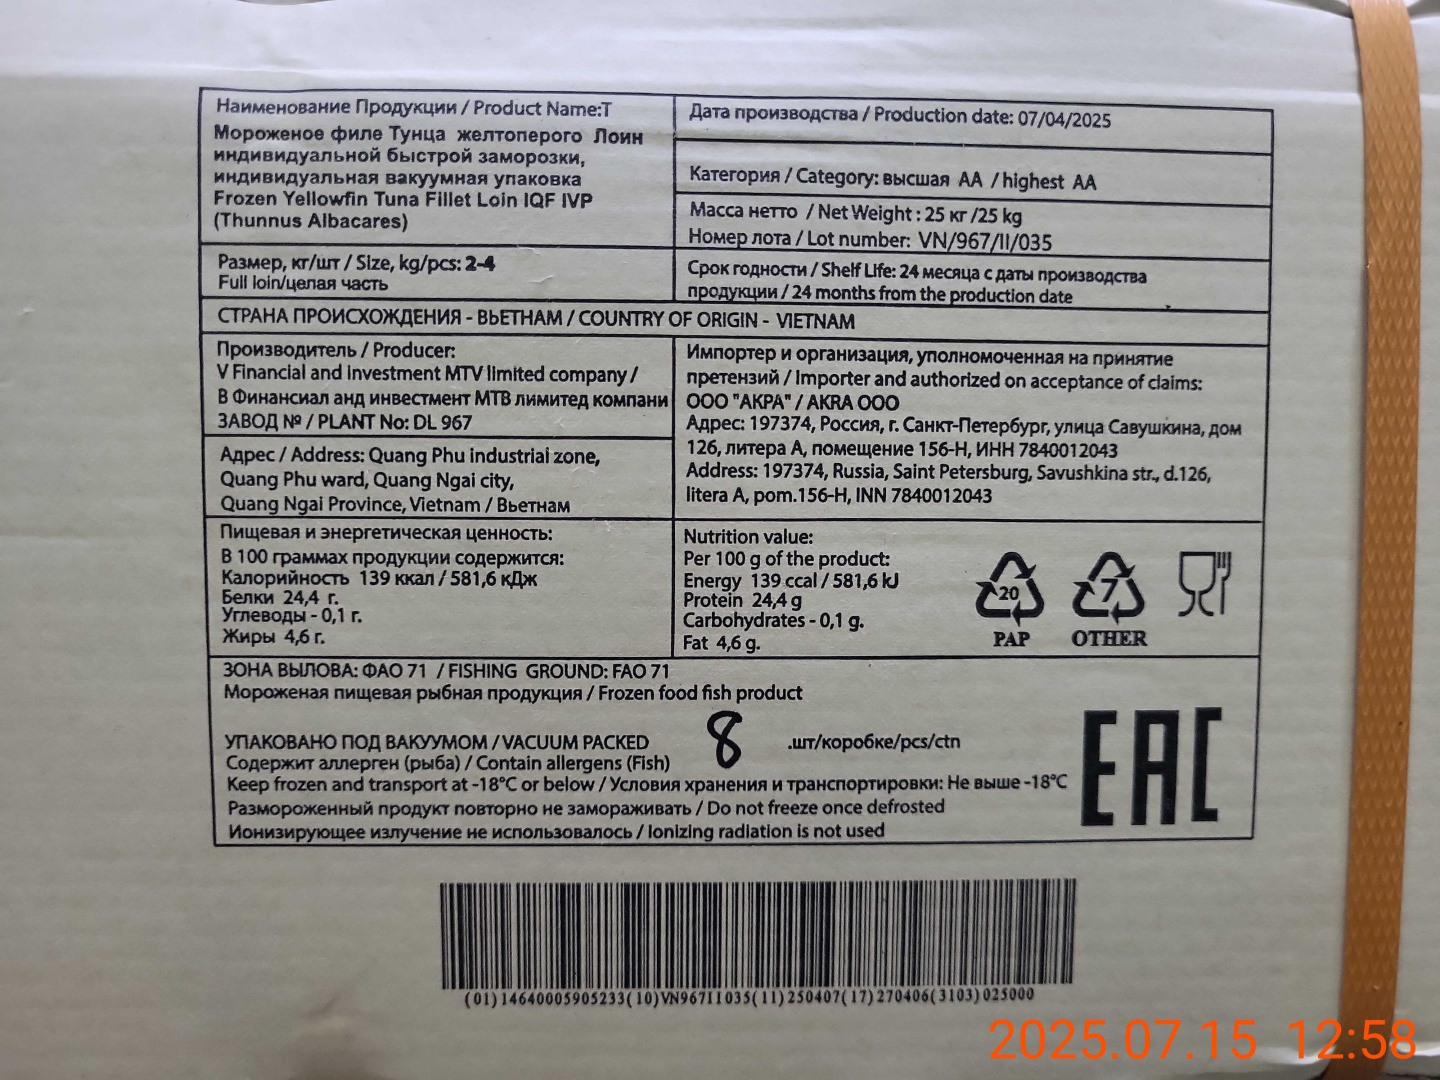 Наименование Продукции / Product Name:T
Мороженое филе Тунца желтоперого Лоин
индивидуальной быстрой заморозки,
индивидуальная вакуумная упаковка
Frozen Yellowfin Tuna Fillet Loin IQF IVP
(Thunnus Albacares)
Дата производства / Production date: 07/04/2025
Категория / Category: высшая АА / highest AA
Масса нетто / Net Weight : 25 кг /25 kg
Номер лота / Lot number: VN/967/II/035
Размер, кг/шт / Size, kg/pcs: 2-4
Full loin/целая часть
Срок годности / Shelf Life: 24 месяца с даты производства
продукции / 24 months from the production date
СТРАНА ПРОИСХОЖДЕНИЯ - ВЬЕТНАМ / COUNTRY OF ORIGIN - VIETNAM
Производитель / Producer:
V Financial and Investment MTV limited company /
В Финансиал анд инвестмент МТВ лимитед компани
ЗАВОД № / PLANT No: DL 967
Адрес / Address: Quang Phu industrial zone,
Quang Phu ward, Quang Ngai city,
Quang Ngai Province, Vietnam / Вьетнам
Импортер и организация, уполномоченная на принятие
претензий / Importer and authorized on acceptance of claims:
ООО "АКРА" / AKRA OOO
Адрес: 197374, Россия, г. Санкт-Петербург, улица Савушкина, дом
126, литера А, помещение 156-Н, ИНН 7840012043
Address: 197374, Russia, Saint Petersburg, Savushkina str., d.126,
litera A, pom.156-H, INN 7840012043
Пищевая и энергетическая ценность:
В 100 граммах продукции содержится:
Калорийность 139 ккал / 581,6 кДж
Белки 24,4 г.
Углеводы - 0,1 г.
Жиры 4,6 г.
Nutrition value:
Per 100 g of the product:
Energy 139 ccal / 581,6 kJ
Protein 24,4 g
Carbohydrates - 0,1 g.
Fat 4,6 g.
20
PAP
7
OTHER
ЗОНА ВЫЛОВА: ФАО 71 / FISHING GROUND: FAO 71
Мороженая пищевая рыбная продукция / Frozen food fish product
УПАКОВАНО ПОД ВАКУУМОМ / VACUUM PACKED 8 .шт/коробке/pcs/ctn
Содержит аллерген (рыба) / Contain allergens (Fish)
Keep frozen and transport at -18°C or below / Условия хранения и транспортировки: Не выше -18°C
Размороженный продукт повторно не замораживать / Do not freeze once defrosted
Ионизирующее излучение не использовалось / Ionizing radiation is not used
EAC
(01)14640005905233(10)VN967II035(11)250407(17)270406(3103)025000
2025.07.15 12:58